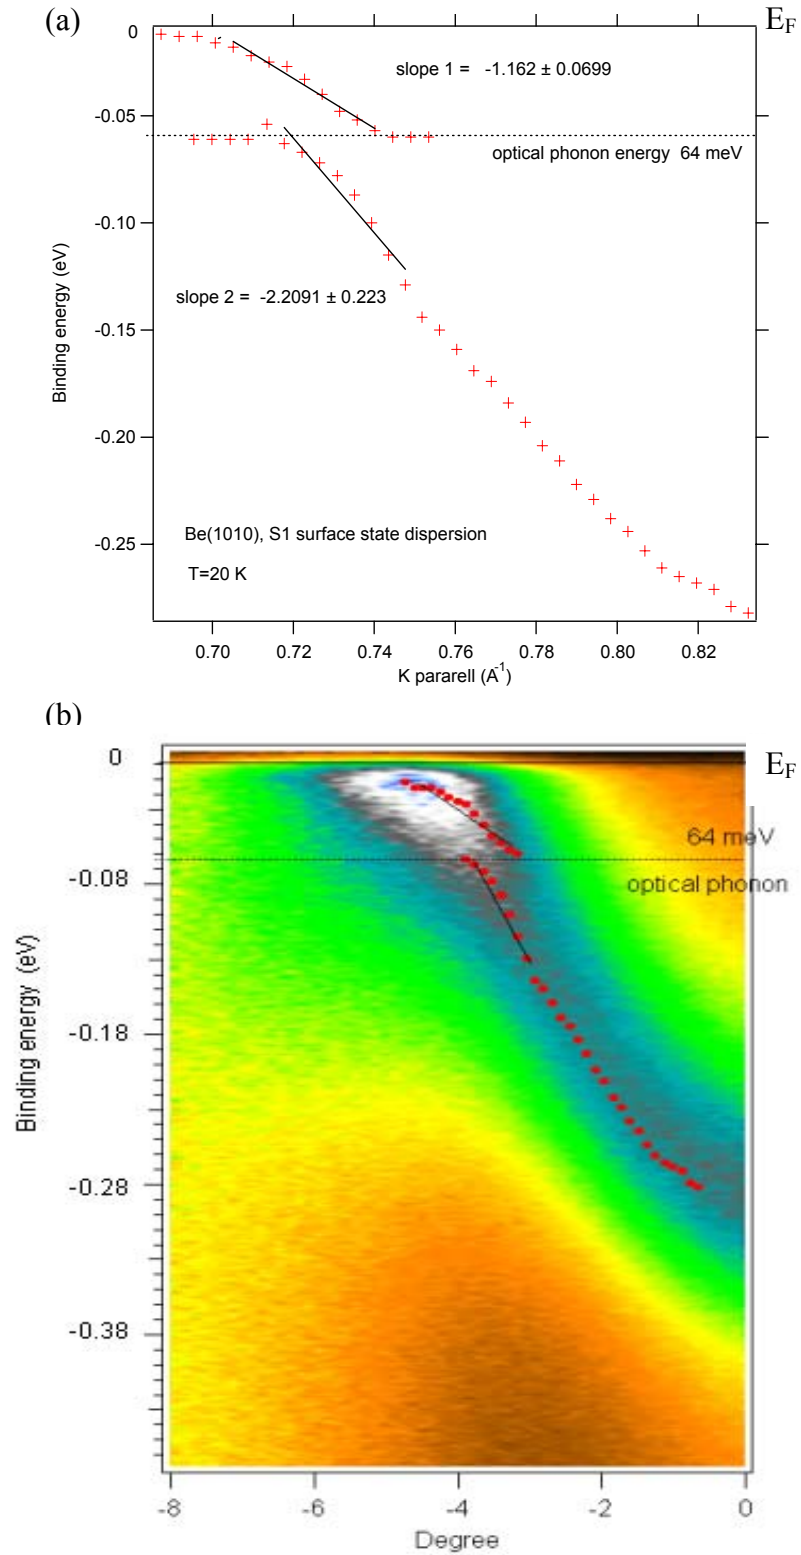 (a)
E_F
0
slope 1 = -1.162 ± 0.0699
-0.05
optical phonon energy 64 meV
-0.10
slope 2 = -2.2091 ± 0.223
-0.15
-0.20
-0.25
Binding energy (eV)
Be(1010), S1 surface state dispersion
T=20 K
0.70 0.72 0.74 0.76 0.78 0.80 0.82
K pararell (A⁻¹)
(b)
0
E_F
64 meV
-0.08
optical phonon
-0.18
-0.28
-0.38
Binding energy (eV)
-8 -6 -4 -2 0
Degree